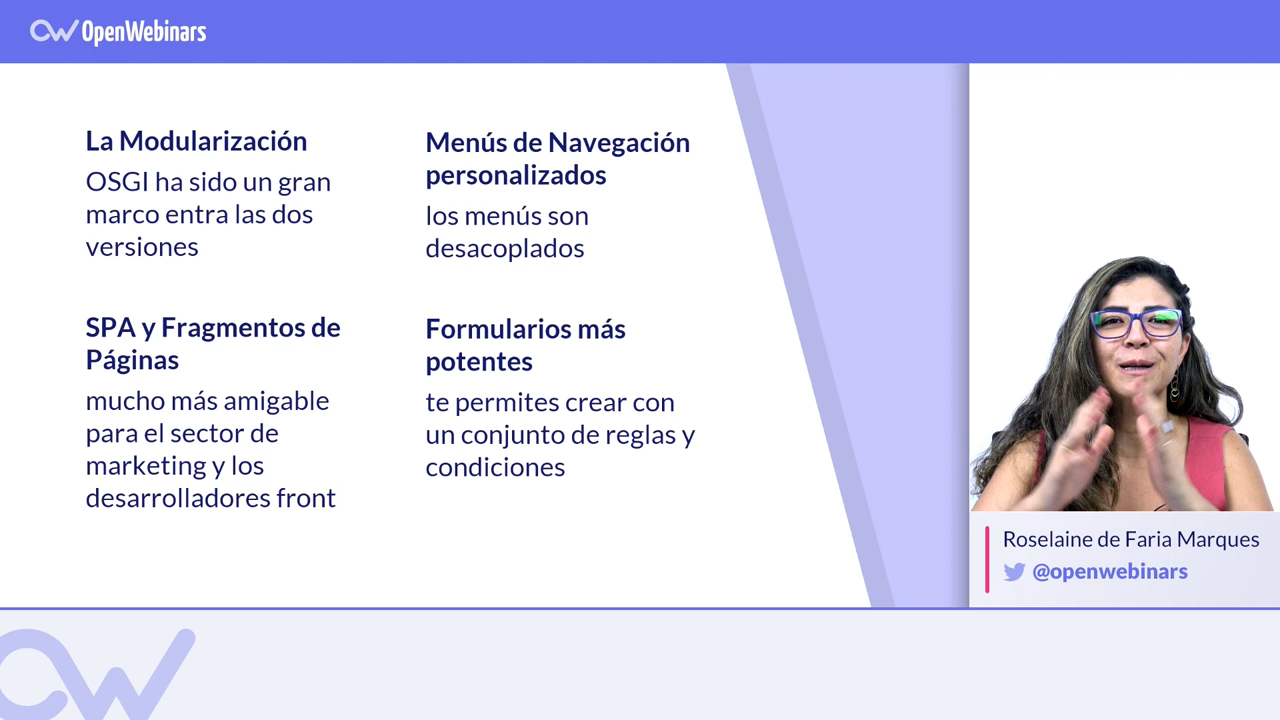 OpenWebinars
La Modularización
OSGI ha sido un gran
marco entra las dos
versiones
Menús de Navegación
personalizados
los menús son
desacoplados
SPA y Fragmentos de
Páginas
mucho más amigable
para el sector de
marketing y los
desarrolladores front
Formularios más
potentes
te permites crear con
un conjunto de reglas y
condiciones
Roselaine de Faria Marques
@openwebinars